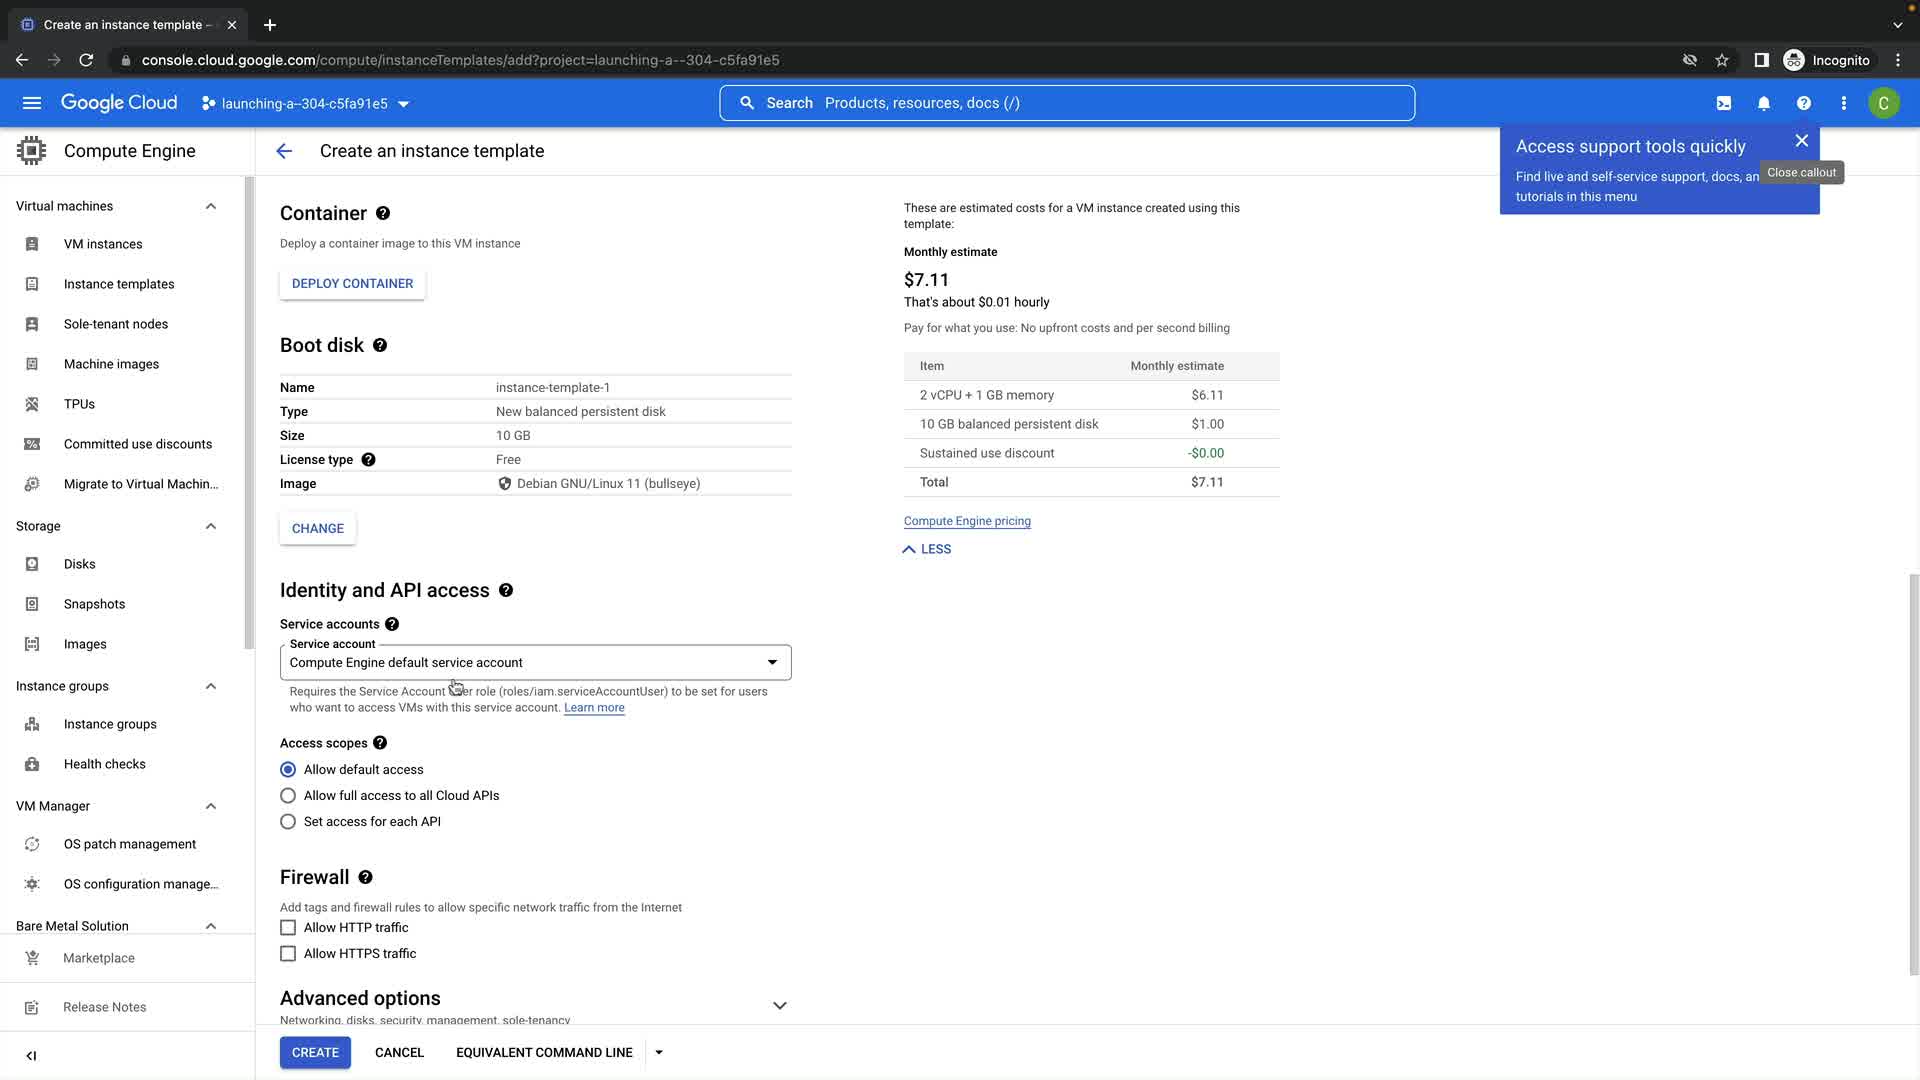 Create an instance template –
console.cloud.google.com/compute/instanceTemplates/add?project=launching-a--304-c5fa91e5
Incognito
Google Cloud
launching-a--304-c5fa91e5
Search Products, resources, docs (/)
C
Compute Engine
Create an instance template
Access support tools quickly
Find live and self-service support, docs, an
tutorials in this menu
Close callout
Virtual machines
VM instances
Instance templates
Sole-tenant nodes
Machine images
TPUs
Committed use discounts
Migrate to Virtual Machin...
Storage
Disks
Snapshots
Images
Instance groups
Instance groups
Health checks
VM Manager
OS patch management
OS configuration manage...
Bare Metal Solution
Marketplace
Release Notes
Container
Deploy a container image to this VM instance
DEPLOY CONTAINER
Boot disk
Name instance-template-1
Type New balanced persistent disk
Size 10 GB
License type Free
Image Debian GNU/Linux 11 (bullseye)
CHANGE
Identity and API access
Service accounts
Service account
Compute Engine default service account
Requires the Service Account role (roles/iam.serviceAccountUser) to be set for users
who want to access VMs with this service account. Learn more
Access scopes
Allow default access
Allow full access to all Cloud APIs
Set access for each API
Firewall
Add tags and firewall rules to allow specific network traffic from the Internet
Allow HTTP traffic
Allow HTTPS traffic
Advanced options
Networking, disks, security, management, sole-tenancy
CREATE CANCEL EQUIVALENT COMMAND LINE
These are estimated costs for a VM instance created using this
template:
Monthly estimate
$7.11
That's about $0.01 hourly
Pay for what you use: No upfront costs and per second billing
Item Monthly estimate
2 vCPU + 1 GB memory $6.11
10 GB balanced persistent disk $1.00
Sustained use discount -$0.00
Total $7.11
Compute Engine pricing
LESS